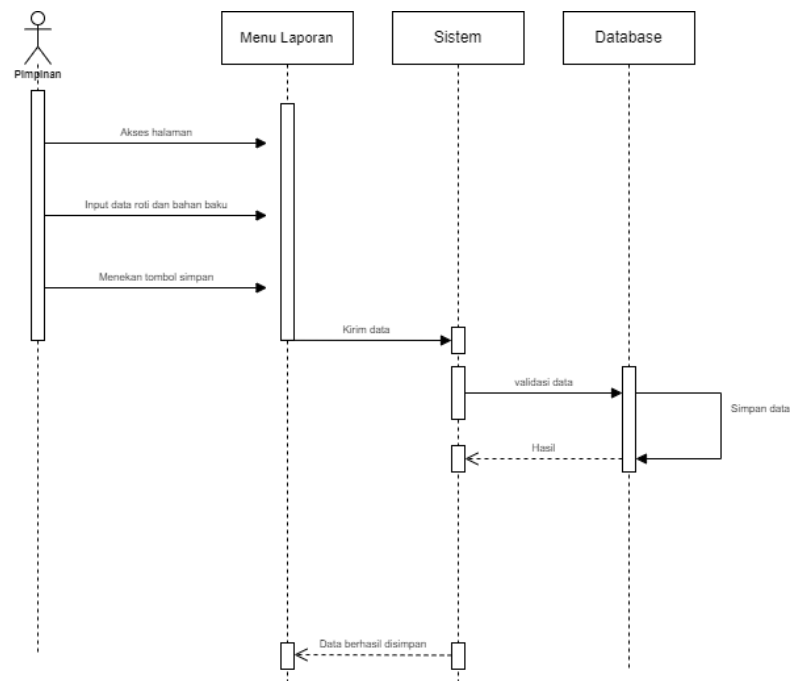 Pimpinan
Menu Laporan
Sistem
Database
Akses halaman
Input data roti dan bahan baku
Menekan tombol simpan
Kirim data
validasi data
Simpan data
Hasil
Data berhasil disimpan